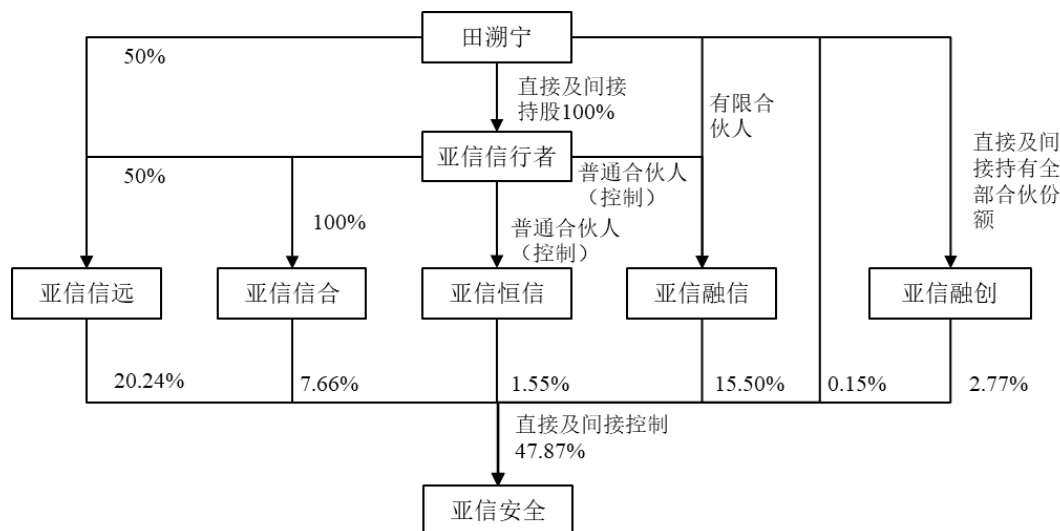 田溯宁
50%
直接及间接
持股100%
有限合
伙人
亚信信行者
直接及间
接持有全
部合伙份
额
50%
100%
普通合伙人
（控制）
普通合伙人
（控制）
亚信信远
亚信信合
亚信恒信
亚信融信
亚信融创
20.24%
7.66%
1.55%
15.50%
0.15%
2.77%
直接及间接控制
47.87%
亚信安全